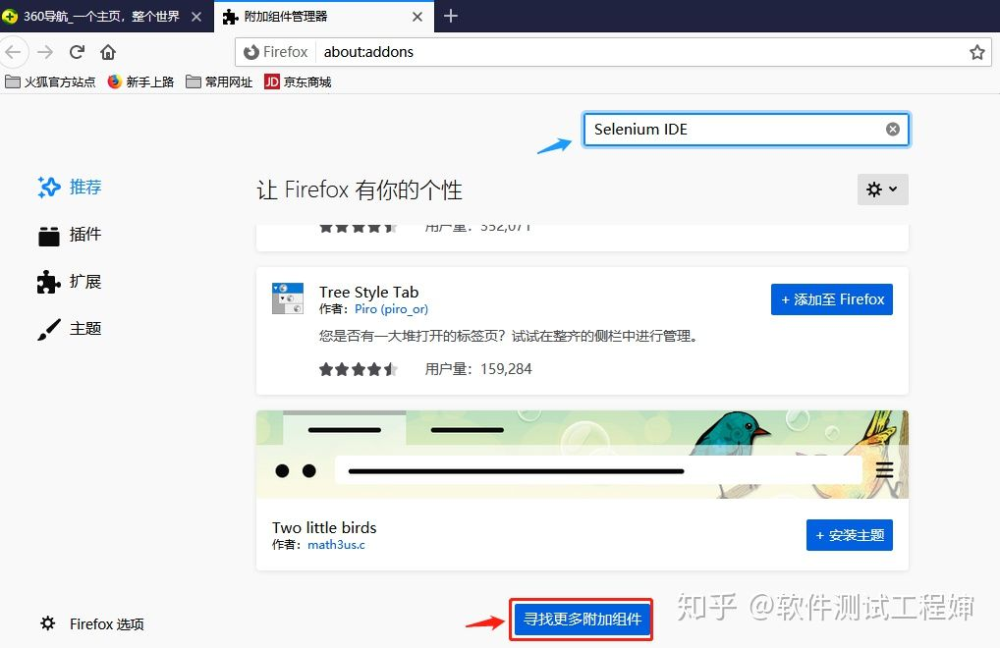 360导航_一个主页，整个世界
附加组件管理器
Firefox about:addons
火狐官方站点 新手上路 常用网址 JD 京东商城
Selenium IDE
推荐
插件
扩展
主题
让 Firefox 有你的个性
用户量：352,071
Tree Style Tab
作者：Piro (piro_or)
+ 添加至 Firefox
您是否有一大堆打开的标签页？试试在整齐的侧栏中进行管理。
用户量：159,284
Two little birds
作者：math3us.c
+ 安装主题
Firefox 选项
寻找更多附加组件
知乎 @软件测试工程婶